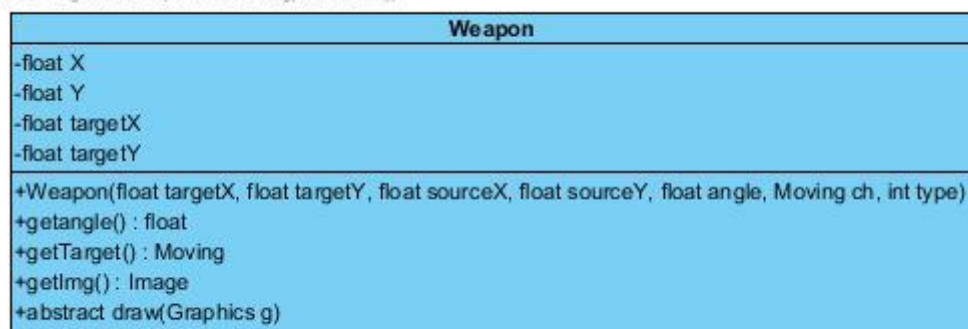 Weapon
-float X
-float Y
-float targetX
-float targetY
+Weapon(float targetX, float targetY, float sourceX, float sourceY, float angle, Moving ch, int type)
+getangle() : float
+getTarget() : Moving
+getImg() : Image
+abstract draw(Graphics g)